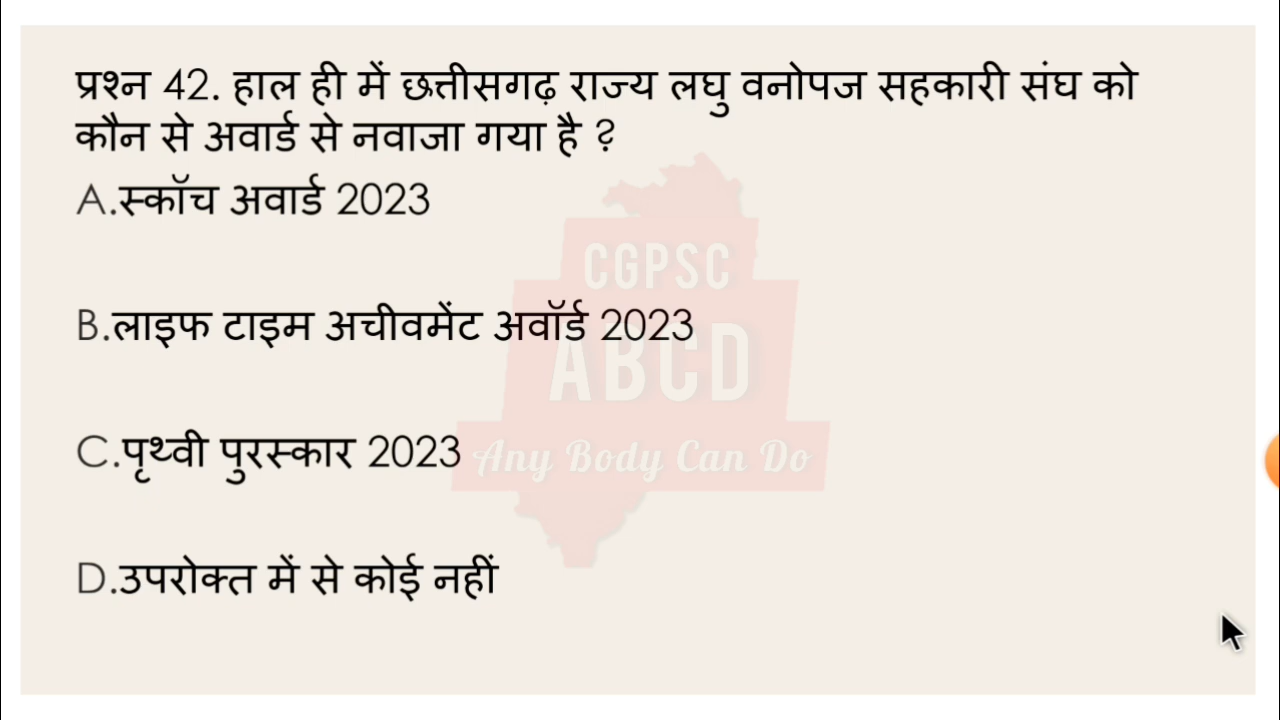 प्रश्न 42. हाल ही में छत्तीसगढ़ राज्य लघु वनोपज सहकारी संघ को
कौन से अवार्ड से नवाजा गया है ?
A.स्कॉच अवार्ड 2023
CGPSC
B.लाइफ टाइम अचीवमेंट अवॉर्ड 2023
ABCD
C.पृथ्वी पुरस्कार 2023
Any Body Can Do
D.उपरोक्त में से कोई नहीं